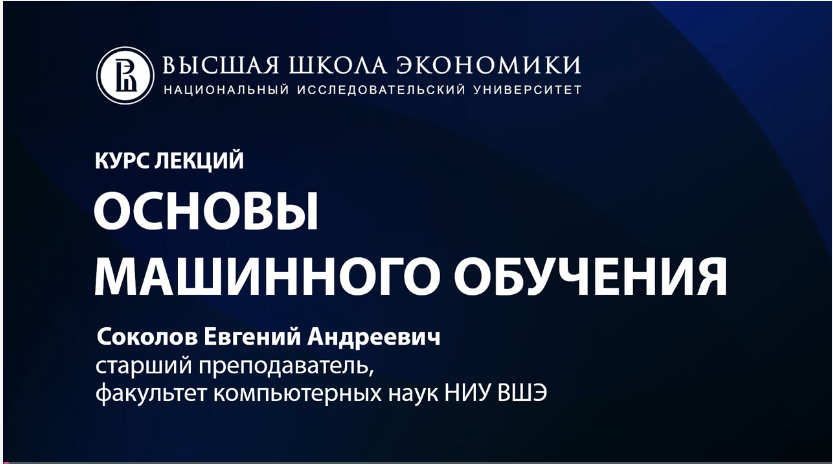 ВЫСШАЯ ШКОЛА ЭКОНОМИКИ
НАЦИОНАЛЬНЫЙ ИССЛЕДОВАТЕЛЬСКИЙ УНИВЕРСИТЕТ
КУРС ЛЕКЦИЙ
ОСНОВЫ
МАШИННОГО ОБУЧЕНИЯ
Соколов Евгений Андреевич
старший преподаватель,
факультет компьютерных наук НИУ ВШЭ